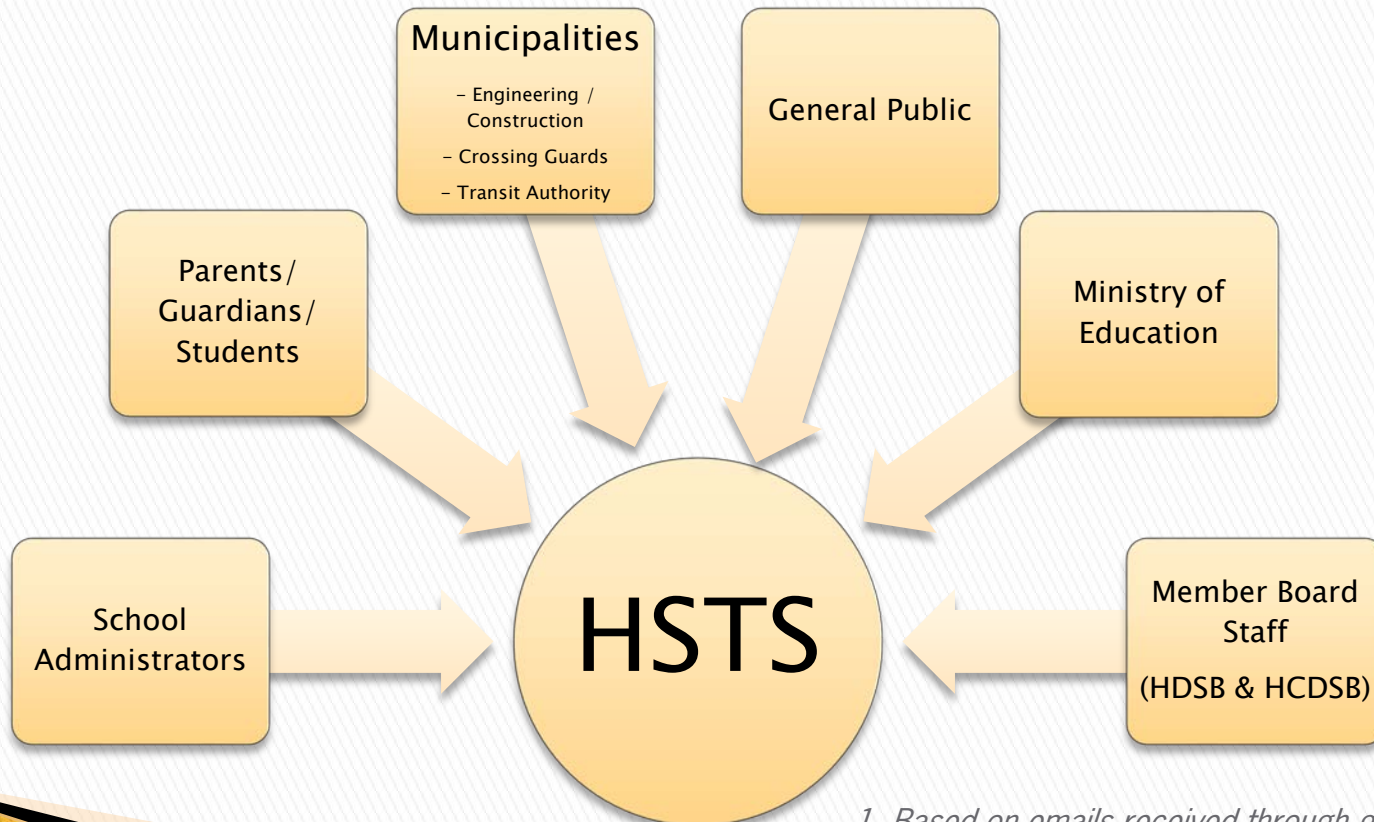 Municipalities
– Engineering /
Construction
– Crossing Guards
– Transit Authority
General Public
Parents/
Guardians/
Students
Ministry of
Education
School
Administrators
HSTS
Member Board
Staff
(HDSB & HCDSB)
1. Based on emails received through